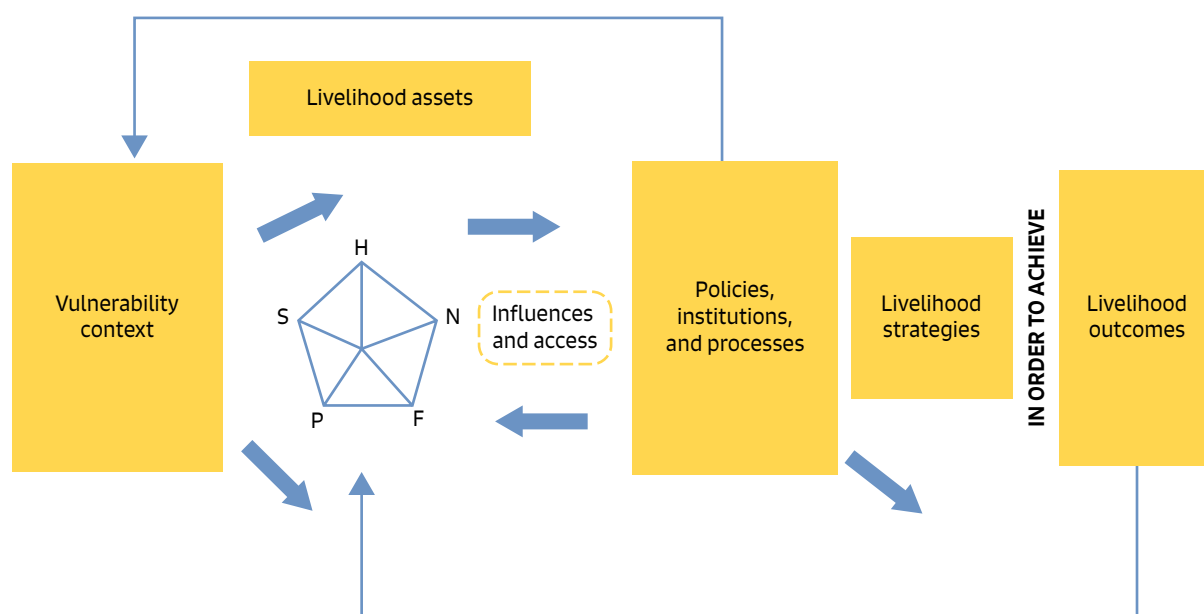 Livelihood assets
Vulnerability
context
H
S
N
P
F
Influences
and access
Policies,
institutions,
and processes
Livelihood
strategies
IN ORDER TO ACHIEVE
Livelihood
outcomes